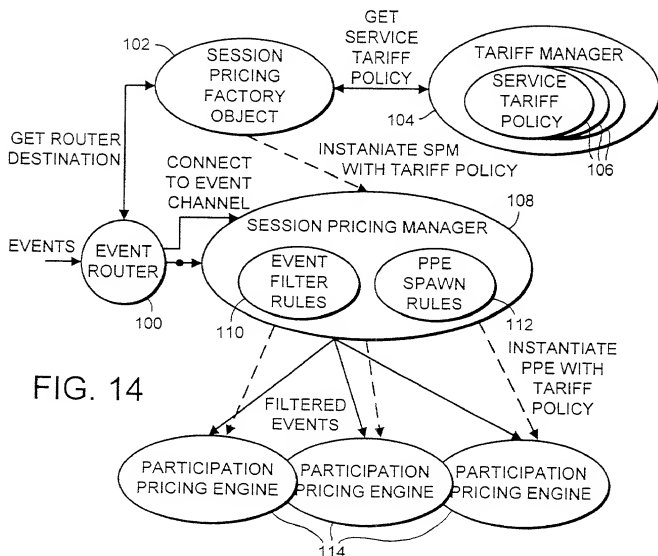 102
SESSION
PRICING
FACTORY
OBJECT
GET
SERVICE
TARIFF
POLICY
TARIFF MANAGER
SERVICE
TARIFF
POLICY
104
106
GET ROUTER
DESTINATION
CONNECT
TO EVENT
CHANNEL
INSTANIATE SPM
WITH TARIFF POLICY
108
SESSION PRICING MANAGER
EVENTS
EVENT
ROUTER
100
EVENT
FILTER
RULES
110
PPE
SPAWN
RULES
112
INSTANTIATE
PPE WITH
TARIFF
POLICY
FIG. 14
FILTERED
EVENTS
PARTICIPATION
PRICING ENGINE
PARTICIPATION
PRICING ENGINE
PARTICIPATION
PRICING ENGINE
114